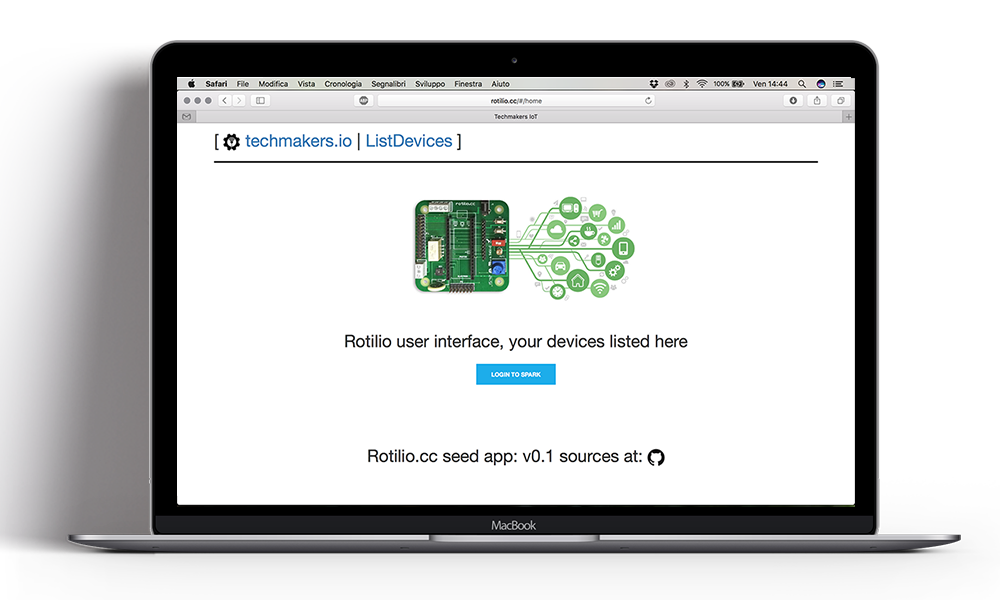 Safari File Modifica Vista Cronologia Segnalibri Sviluppo Finestra Aiuto 100% Ven 14:44
rotilio.cc/#/home
Techmakers IoT
[ techmakers.io | ListDevices ]
rotilio.cc
Rotilio user interface, your devices listed here
LOGIN TO SPARK
Rotilio.cc seed app: v0.1 sources at:
MacBook